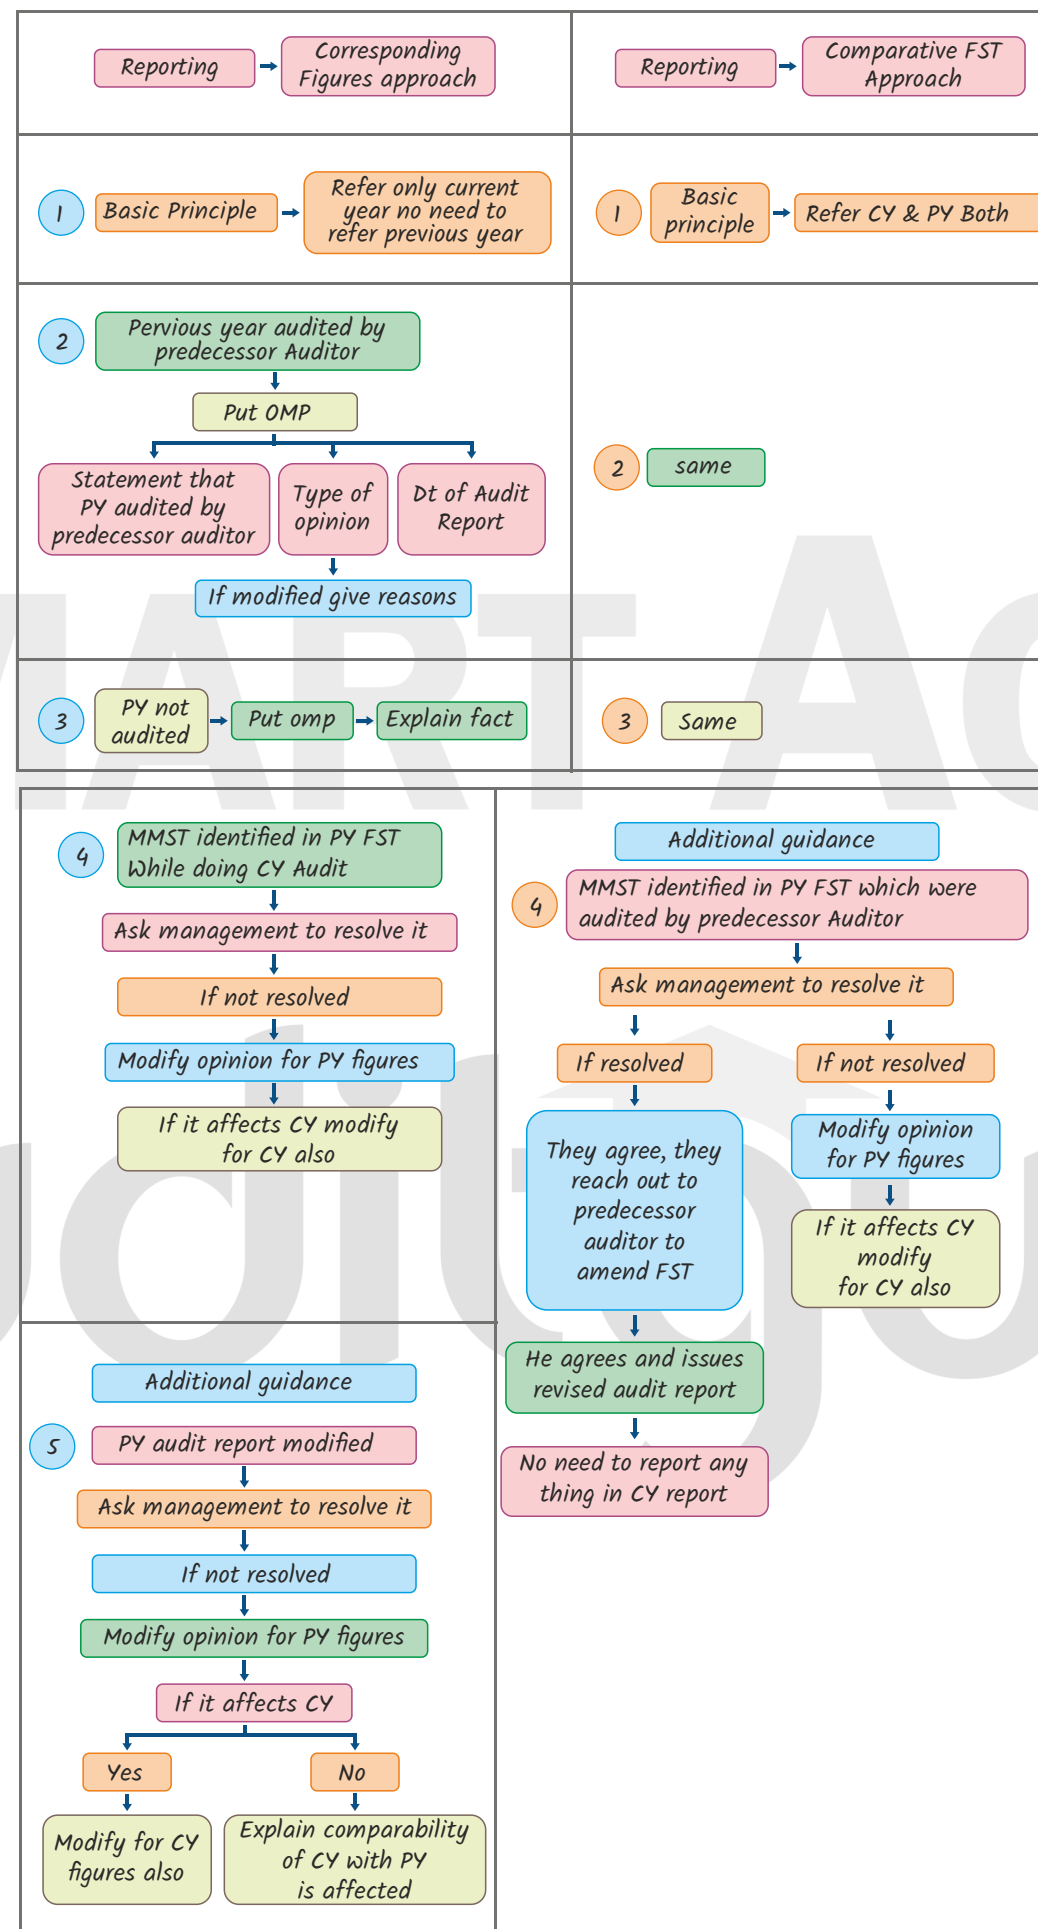 Reporting
Corresponding
Figures approach
Reporting
Comparative FST
Approach
1
Basic Principle
Refer only current
year no need to
refer previous year
1
Basic
principle
Refer CY & PY Both
2
Pervious year audited by
predecessor Auditor
Put OMP
Statement that
PY audited by
predecessor auditor
Type of
opinion
Dt of Audit
Report
If modified give reasons
2
same
3
PY not
audited
Put omp
Explain fact
3
Same
4
MMST identified in PY FST
While doing CY Audit
Ask management to resolve it
If not resolved
Modify opinion for PY figures
If it affects CY modify
for CY also
Additional guidance
4
MMST identified in PY FST which were
audited by predecessor Auditor
Ask management to resolve it
If resolved
They agree, they
reach out to
predecessor
auditor to
amend FST
He agrees and issues
revised audit report
No need to report any
thing in CY report
If not resolved
Modify opinion
for PY figures
If it affects CY
modify
for CY also
Additional guidance
5
PY audit report modified
Ask management to resolve it
If not resolved
Modify opinion for PY figures
If it affects CY
Yes
No
Modify for CY
figures also
Explain comparability
of CY with PY
is affected